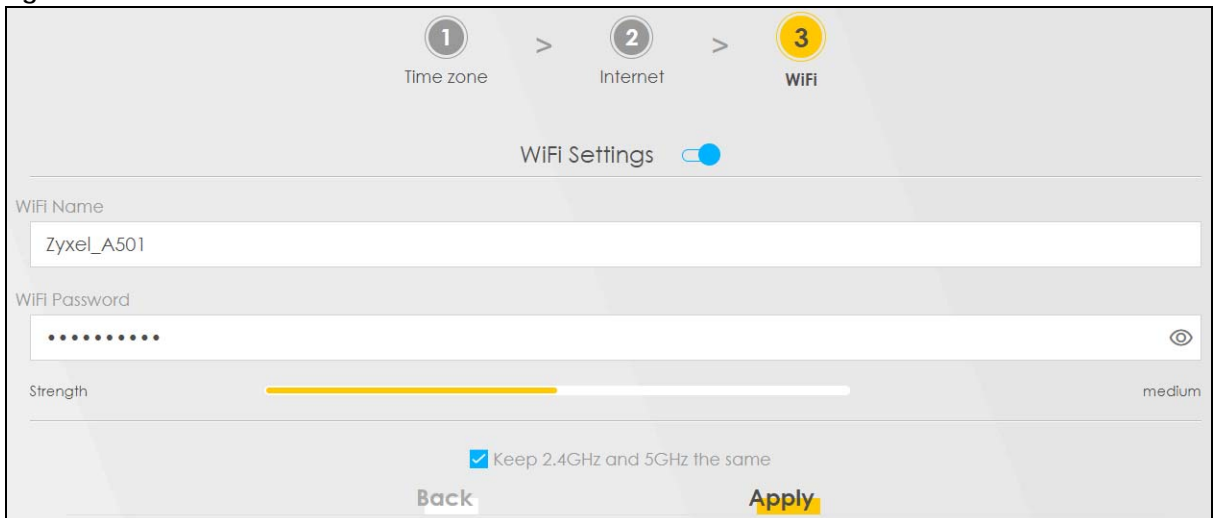 1 > 2 > 3
Time zone Internet WiFi
WiFi Settings
WiFi Name
Zyxel_A501
WiFi Password
••••••••••
Strength medium
Keep 2.4GHz and 5GHz the same
Back Apply